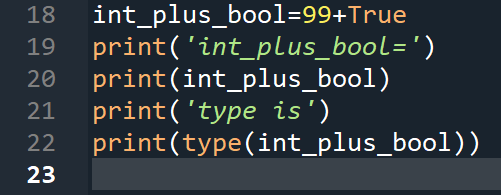 18 int_plus_bool=99+True
19 print('int_plus_bool=')
20 print(int_plus_bool)
21 print('type is')
22 print(type(int_plus_bool))
23